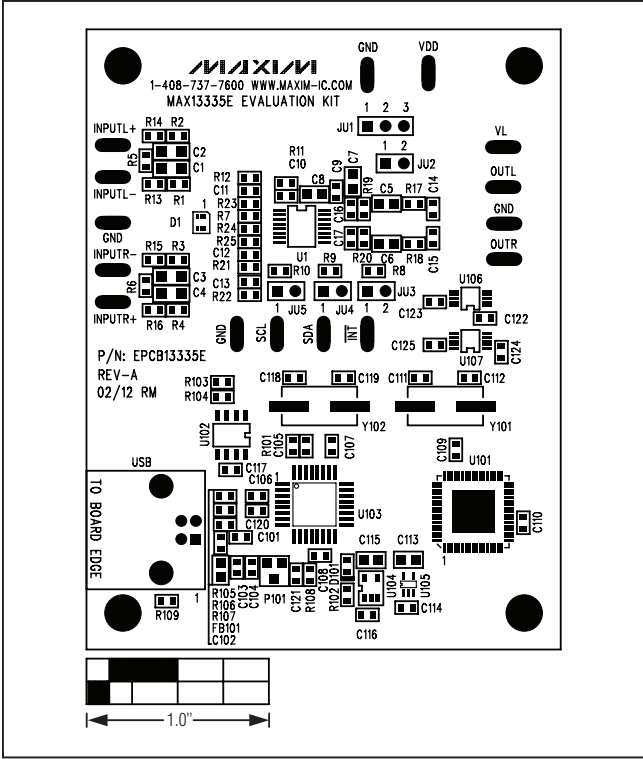 GND VDD
MAXIM
1-408-737-7600 WWW.MAXIM-IC.COM
MAX13335E EVALUATION KIT
1 2 3
JU1
1 2
JU2
INPUTL+
R14 R2
R5
C2
C1
INPUTL-
R13 R1
D1
1
GND
R15 R3
INPUTR-
R6
C3
C4
INPUTR+
R16 R4
R12
C11
R23
R7
R24
R25
C12
R21
C13
R22
R11
C10
C8
C9
C7
R19
C16
C5
R17
C14
U1
C17
R20
C6
R18
C15
R10
R9
R8
1
JU5
1
JU4
1 2
JU3
VL
OUTL
GND
OUTR
GND
SCL
SDA
INT
U106
C123
C122
U107
C125
C124
P/N: EPCB13335E
REV-A
02/12 RM
R103
R104
C118
C119
C111
C112
Y102
Y101
U102
R101
C105
C107
C109
U101
C110
1
USB
TO BOARD EDGE
1
C117
C106
1
U103
C120
C101
R109
R105
R106
R107
FB101
C102
C103
C104
P101
C121
R108
C108
D101
R102
C115
C113
U104
U105
C114
C116
1.0"